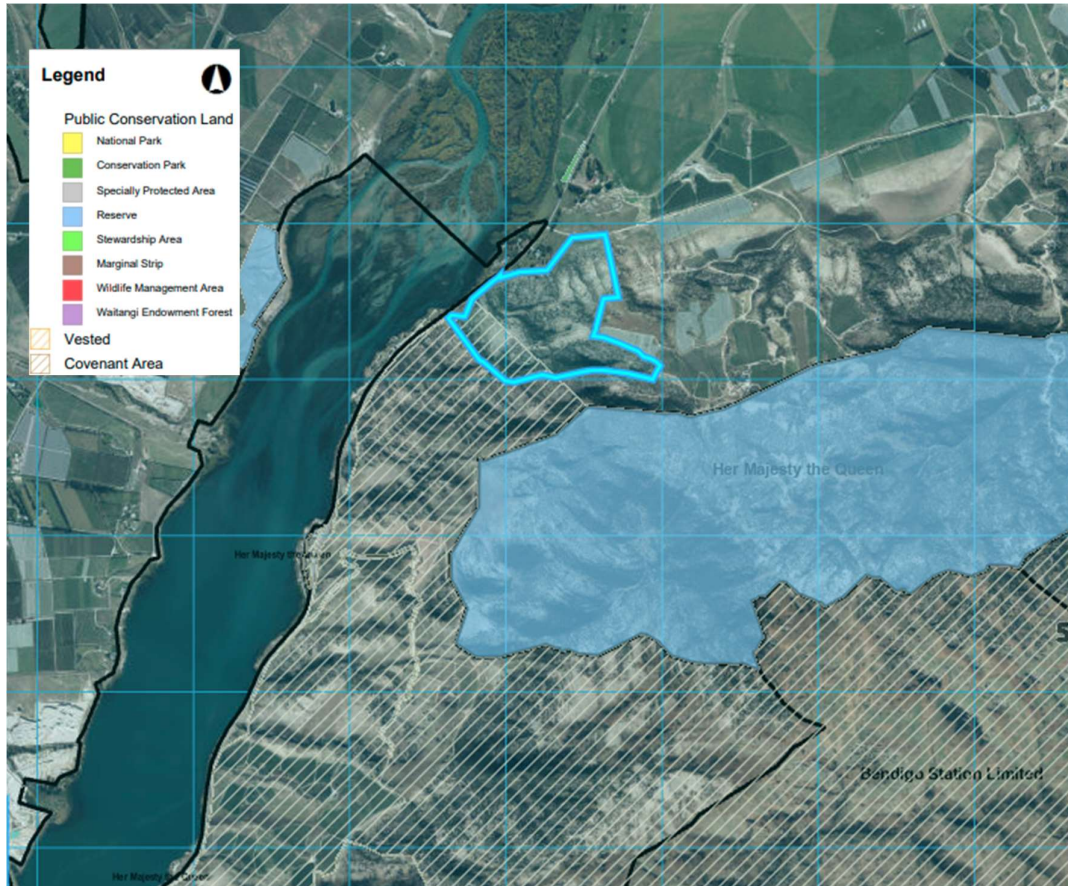 Legend
Public Conservation Land
National Park
Conservation Park
Specially Protected Area
Reserve
Stewardship Area
Marginal Strip
Wildlife Management Area
Waitangi Endowment Forest
Vested
Covenant Area
Her Majesty the Queen
Her Majesty the Queen
S
Bendigo Station Limited
Her Majesty the Queen